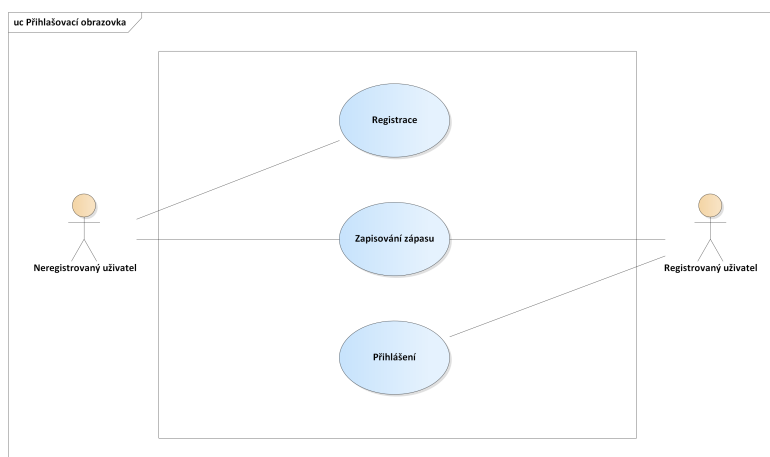 uc Přihlašovací obrazovka
Registrace
Zapisování zápasu
Neregistrovaný uživatel
Registrovaný uživatel
Přihlášení